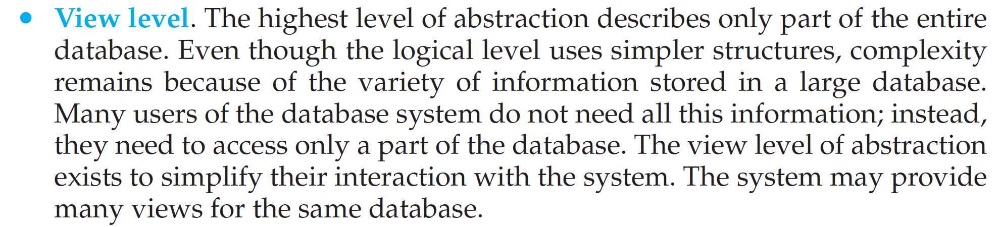 • View level. The highest level of abstraction describes only part of the entire
database. Even though the logical level uses simpler structures, complexity
remains because of the variety of information stored in a large database.
Many users of the database system do not need all this information; instead,
they need to access only a part of the database. The view level of abstraction
exists to simplify their interaction with the system. The system may provide
many views for the same database.